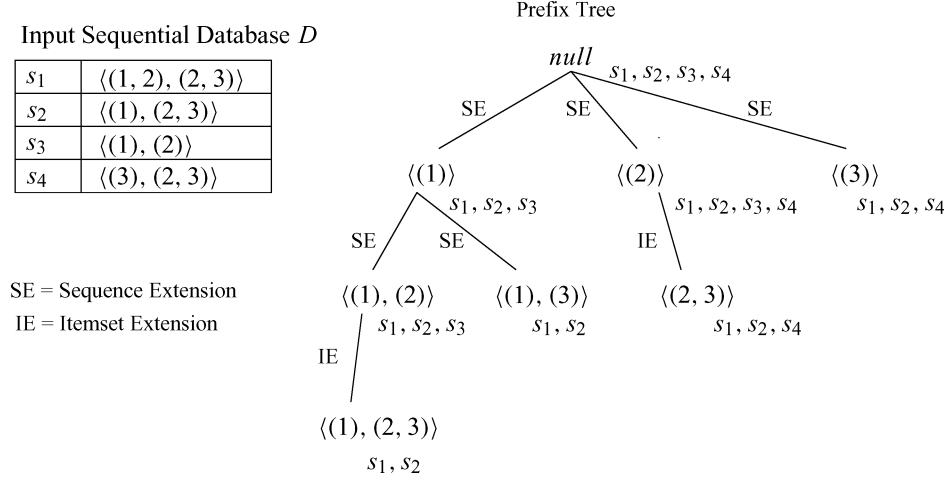 Prefix Tree
Input Sequential Database D
s1 ⟨(1, 2), (2, 3)⟩
s2 ⟨(1), (2, 3)⟩
s3 ⟨(1), (2)⟩
s4 ⟨(3), (2, 3)⟩
null
s1, s2, s3, s4
SE SE SE
⟨(1)⟩ ⟨(2)⟩ ⟨(3)⟩
s1, s2, s3 s1, s2, s3, s4 s1, s2, s4
SE SE IE
SE = Sequence Extension
IE = Itemset Extension
⟨(1), (2)⟩ ⟨(1), (3)⟩ ⟨(2, 3)⟩
s1, s2, s3 s1, s2 s1, s2, s4
IE
⟨(1), (2, 3)⟩
s1, s2